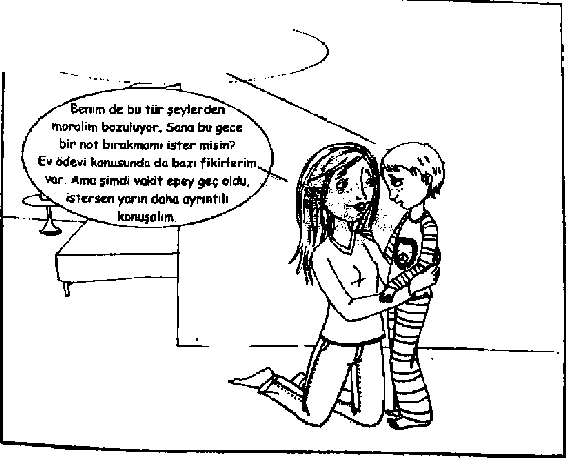 Benim de bu tür şeylerden
moralim bozuluyor. Sana bu gece
bir not bırakmamı ister misin?
Ev ödevi konusunda da bazı fikirlerim
var. Ama şimdi vakit epey geç oldu,
istersen yarın daha ayrıntılı
konuşalım.